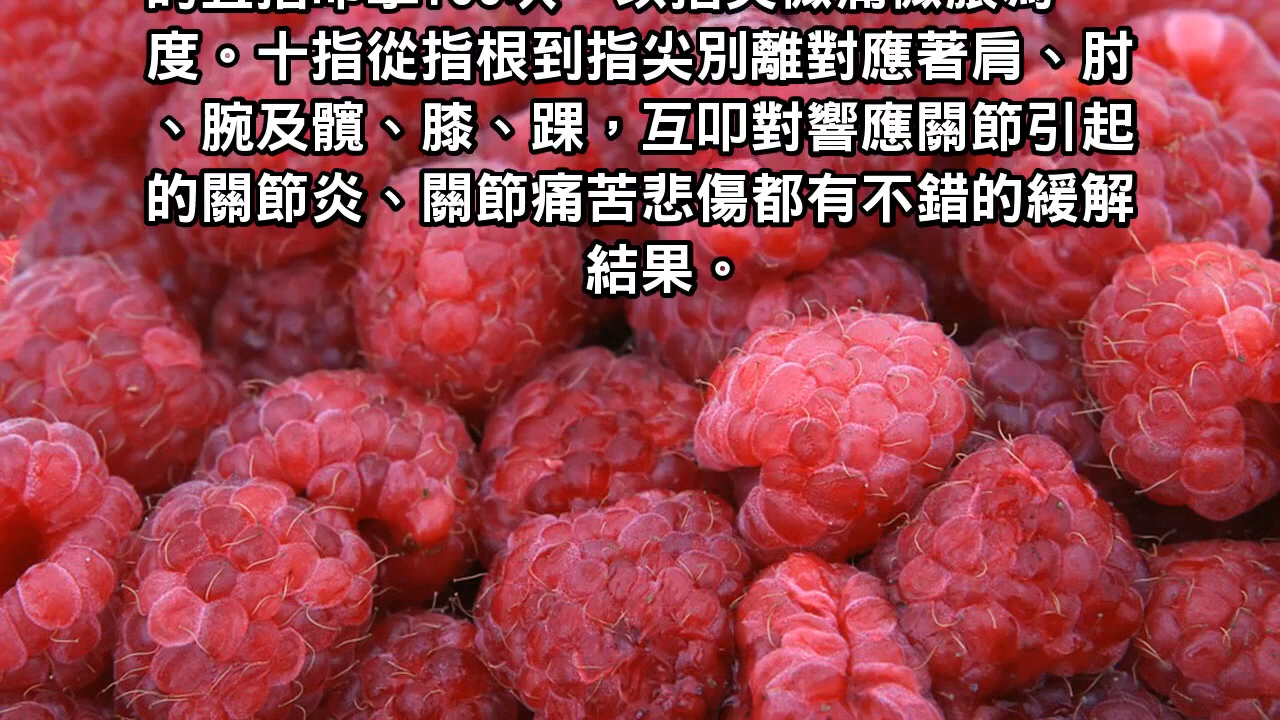 度。十指從指根到指尖別離對應著肩、肘
、腕及髖、膝、踝，互叩對響應關節引起
的關節炎、關節痛苦悲傷都有不錯的緩解
結果。